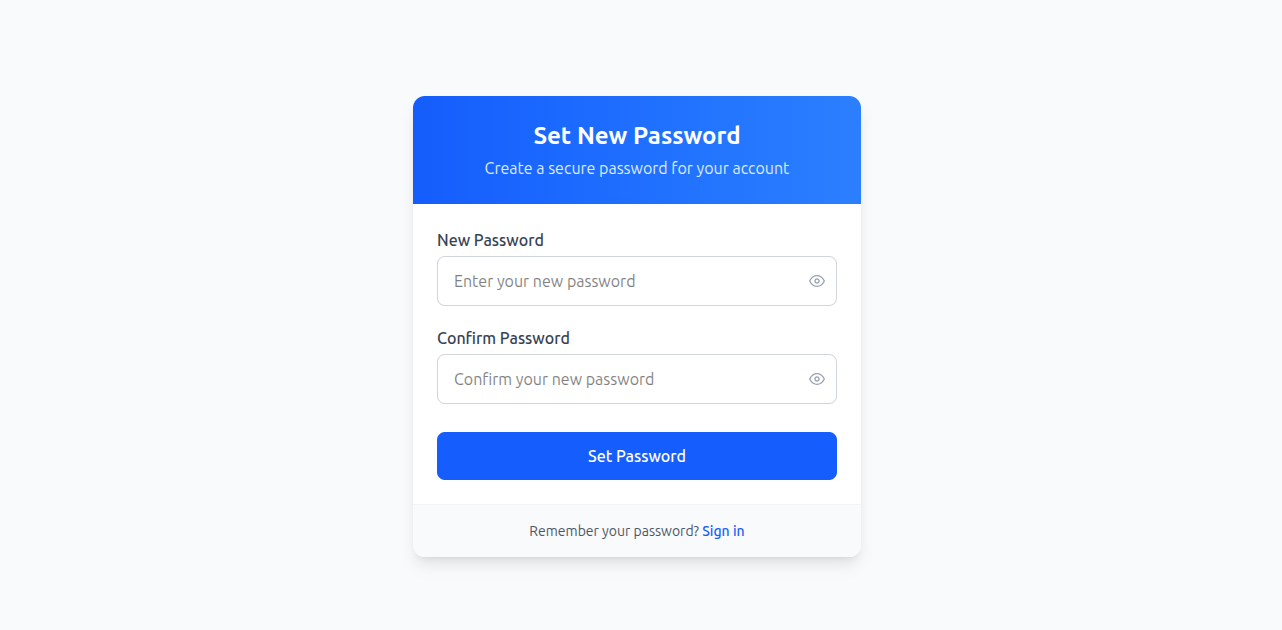 Set New Password
Create a secure password for your account
New Password
Enter your new password
Confirm Password
Confirm your new password
Set Password
Remember your password? Sign in